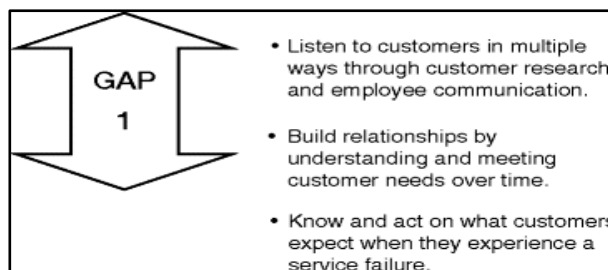 GAP
1
• Listen to customers in multiple
ways through customer research
and employee communication.
• Build relationships by
understanding and meeting
customer needs over time.
• Know and act on what customers
expect when they experience a
service failure.